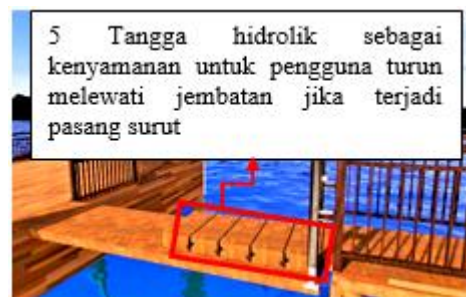 5 Tangga hidrolik sebagai
kenyamanan untuk pengguna turun
melewati jembatan jika terjadi
pasang surut